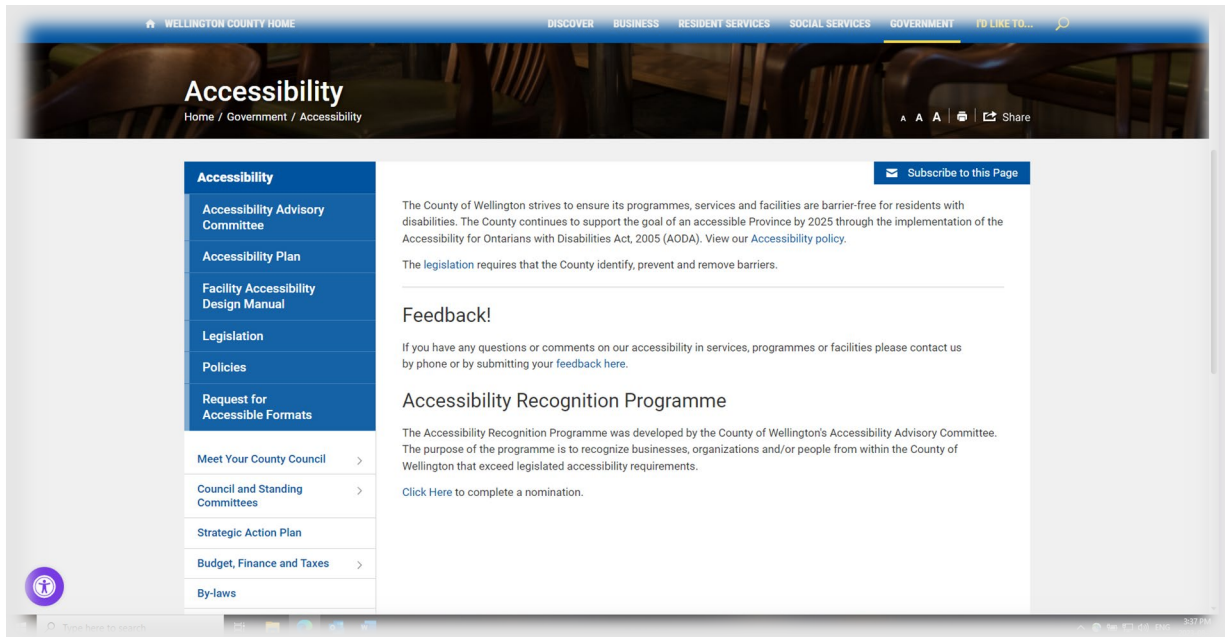 WELLINGTON COUNTY HOME
DISCOVER BUSINESS RESIDENT SERVICES SOCIAL SERVICES GOVERNMENT I'D LIKE TO...
Accessibility
Home / Government / Accessibility
A A A Share
Accessibility
Accessibility Advisory
Committee
Accessibility Plan
Facility Accessibility
Design Manual
Legislation
Policies
Request for
Accessible Formats
Meet Your County Council
Council and Standing
Committees
Strategic Action Plan
Budget, Finance and Taxes
By-laws
Subscribe to this Page
The County of Wellington strives to ensure its programmes, services and facilities are barrier-free for residents with
disabilities. The County continues to support the goal of an accessible Province by 2025 through the implementation of the
Accessibility for Ontarians with Disabilities Act, 2005 (AODA). View our Accessibility policy.
The legislation requires that the County identify, prevent and remove barriers.
Feedback!
If you have any questions or comments on our accessibility in services, programmes or facilities please contact us
by phone or by submitting your feedback here.
Accessibility Recognition Programme
The Accessibility Recognition Programme was developed by the County of Wellington's Accessibility Advisory Committee.
The purpose of the programme is to recognize businesses, organizations and/or people from within the County of
Wellington that exceed legislated accessibility requirements.
Click Here to complete a nomination.
Type here to search
ENG 3:37 PM